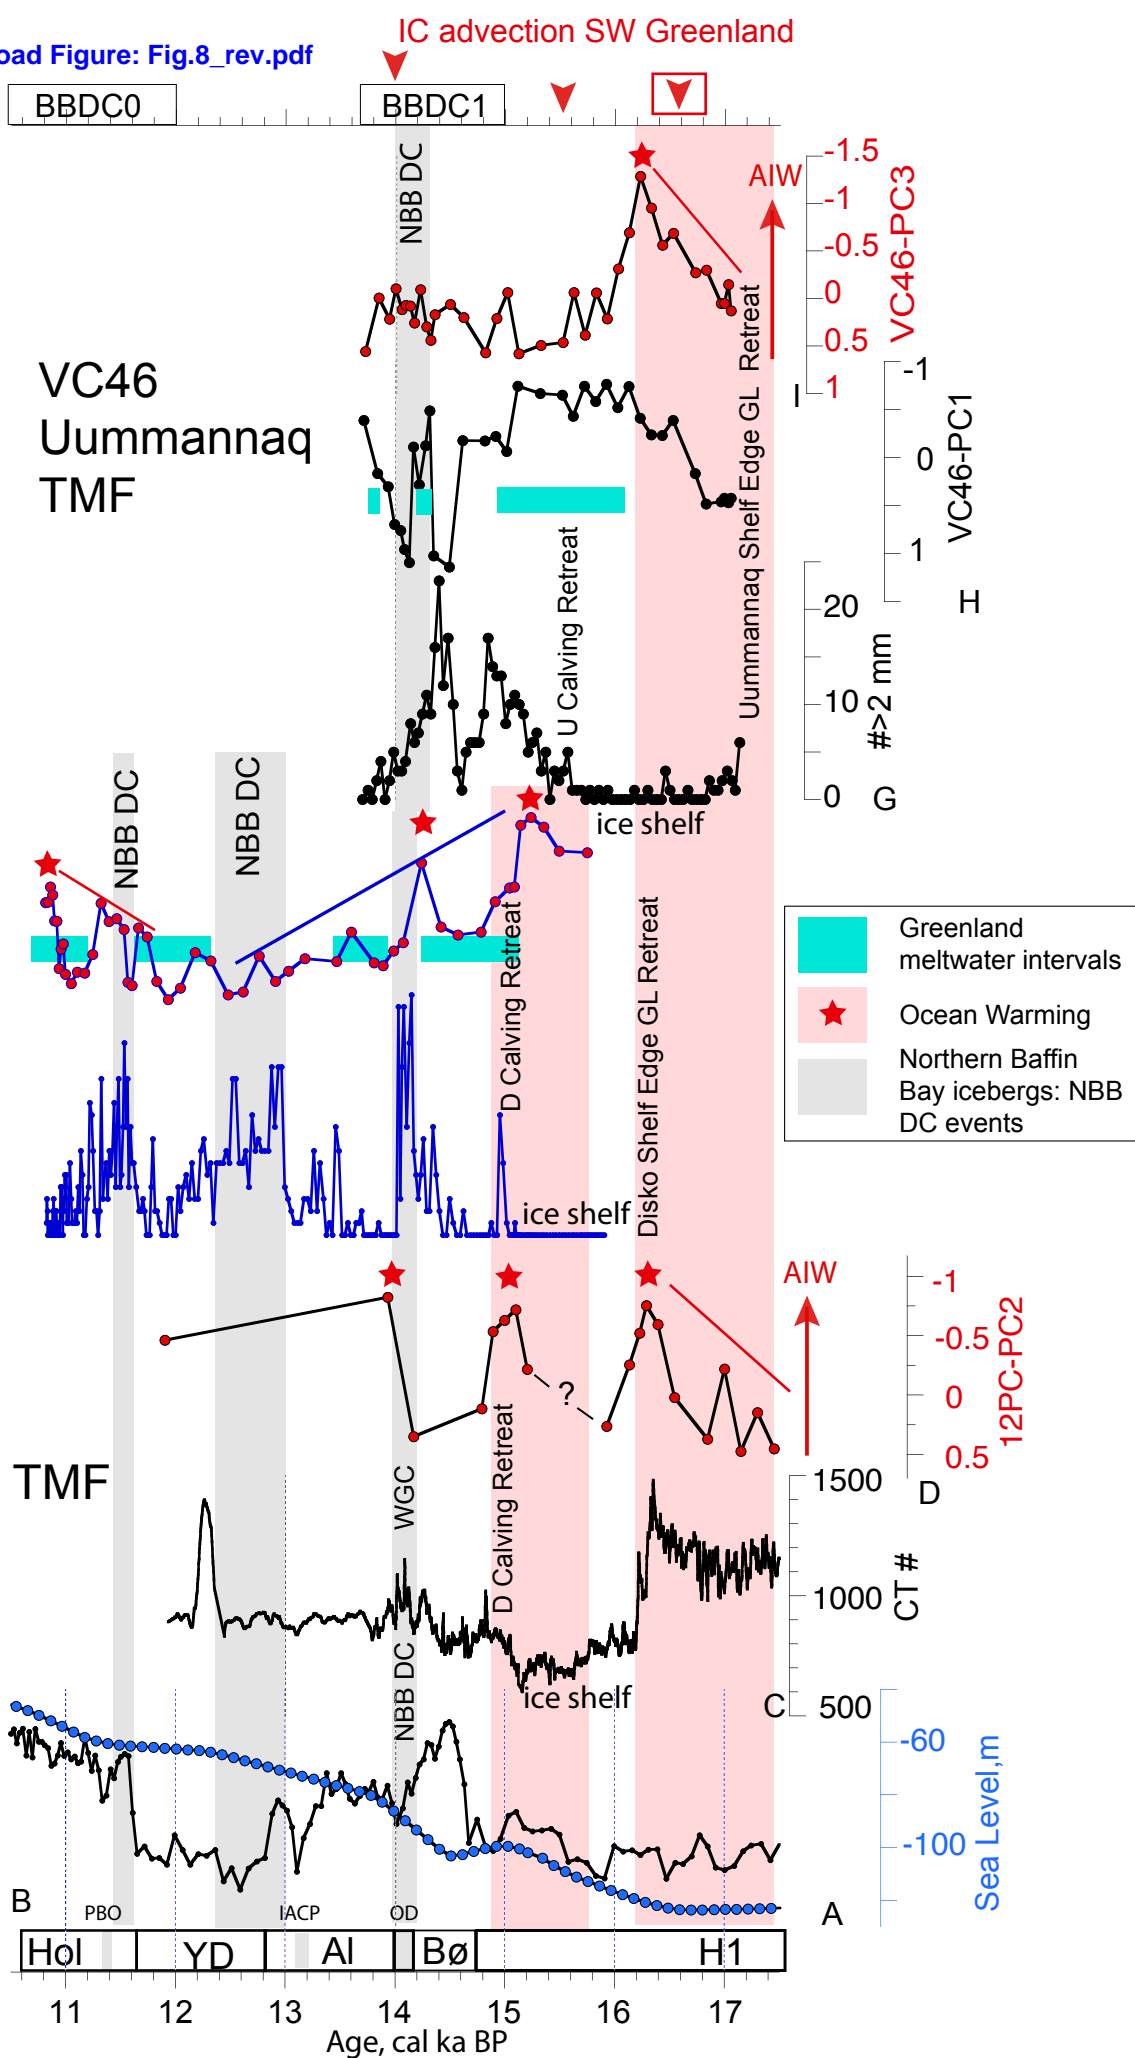 IC advection SW Greenland
oad Figure: Fig.8_rev.pdf
BBDC0
BBDC1
NBB DC
AIW
-1.5
-1
-0.5
0
0.5
1
VC46-PC3
I
VC46
Uummannaq
TMF
-1
0
1
VC46-PC1
H
Uummannaq Shelf Edge GL Retreat
U Calving Retreat
20
10
0
#>2 mm
G
ice shelf
NBB DC
NBB DC
D Calving Retreat
Disko Shelf Edge GL Retreat
Greenland
meltwater intervals
Ocean Warming
Northern Baffin
Bay icebergs: NBB
DC events
ice shelf
AIW
-1
-0.5
0
0.5
12PC-PC2
D
?
TMF
WGC
D Calving Retreat
1500
1000
500
CT #
C
NBB DC
ice shelf
-60
-100
Sea Level,m
A
B
PBO
IACP
OD
Hol
YD
Al
Bø
H1
11
12
13
14
15
16
17
Age, cal ka BP